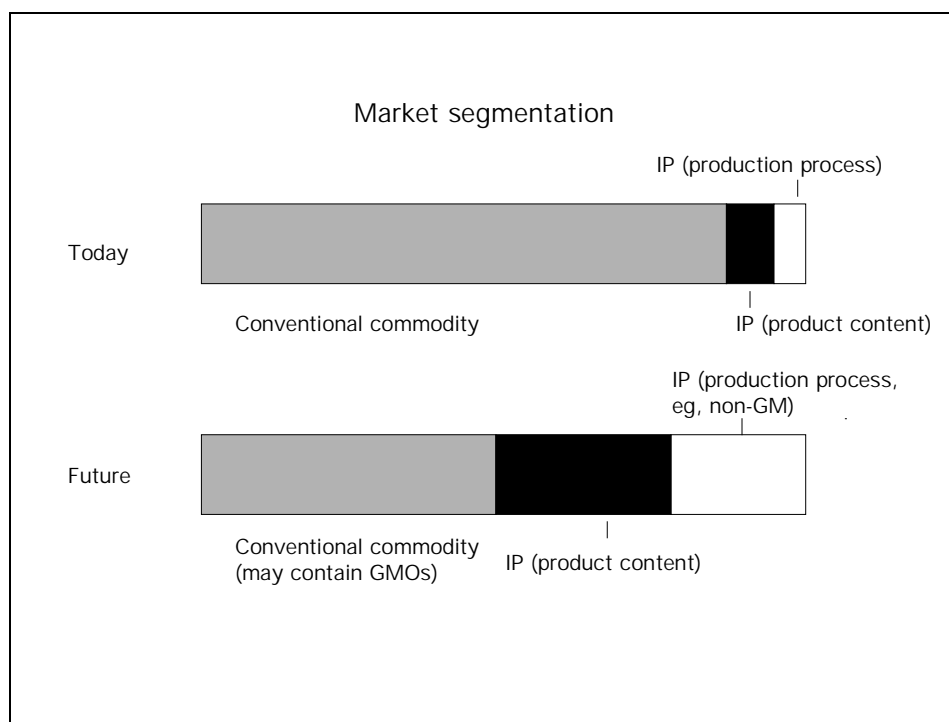 Market segmentation
IP (production process)
Today
Conventional commodity
IP (product content)
IP (production process,
eg, non-GM)
Future
Conventional commodity
(may contain GMOs)
IP (product content)